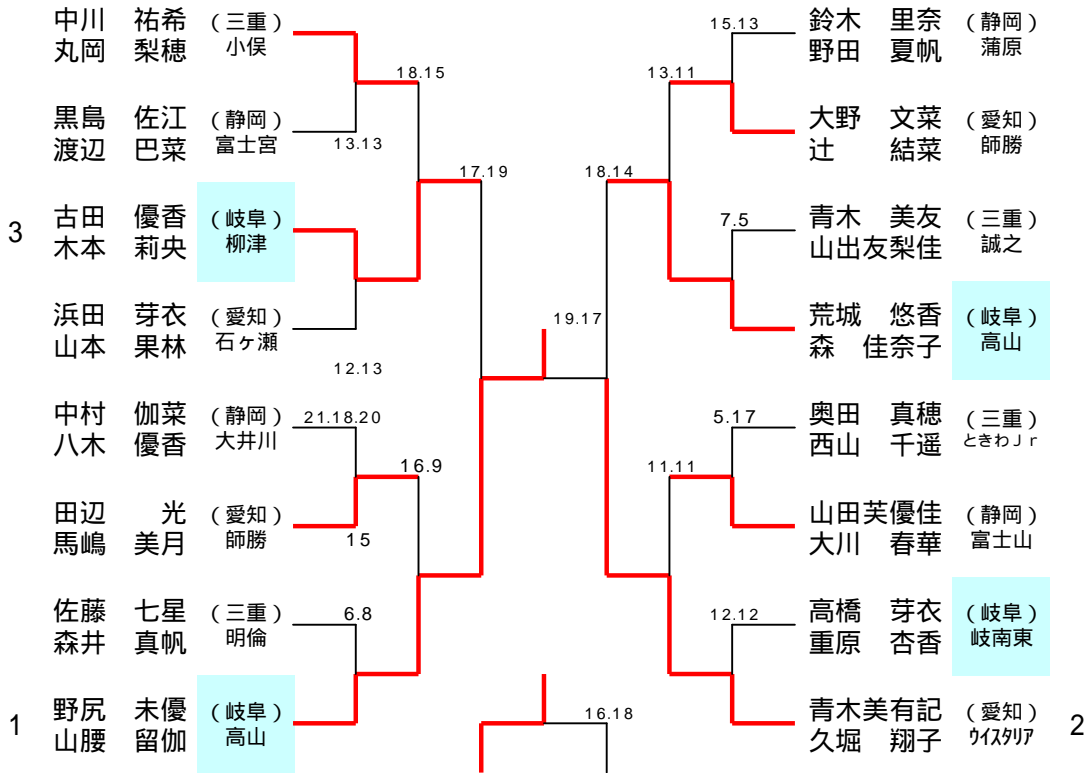 中川 祐希 (三重)
丸岡 梨穂 小俣
18.15
黒島 佐江 (静岡)
渡辺 巴菜 富士宮
13.13
17.19
3
古田 優香 (岐阜)
木本 莉央 柳津
浜田 芽衣 (愛知)
山本 果林 石ヶ瀬
12.13
中村 伽菜 (静岡)
八木 優香 大井川
21.18.20
16.9
田辺 光 (愛知)
馬嶋 美月 師勝
15
佐藤 七星 (三重)
森井 真帆 明倫
6.8
1
野尻 未優 (岐阜)
山腰 留伽 高山
19.17
16.18
15.13
鈴木 里奈 (静岡)
野田 夏帆 蒲原
13.11
大野 文菜 (愛知)
辻 結菜 師勝
18.14
7.5
青木 美友 (三重)
山出友梨佳 誠之
荒城 悠香 (岐阜)
森 佳奈子 高山
5.17
奥田 真穂 (三重)
西山 千遥 ときわJr
11.11
山田芙優佳 (静岡)
大川 春華 富士山
12.12
高橋 芽衣 (岐阜)
重原 杏香 岐南東
青木美有記 (愛知)
久堀 翔子 ウイスタリア
2